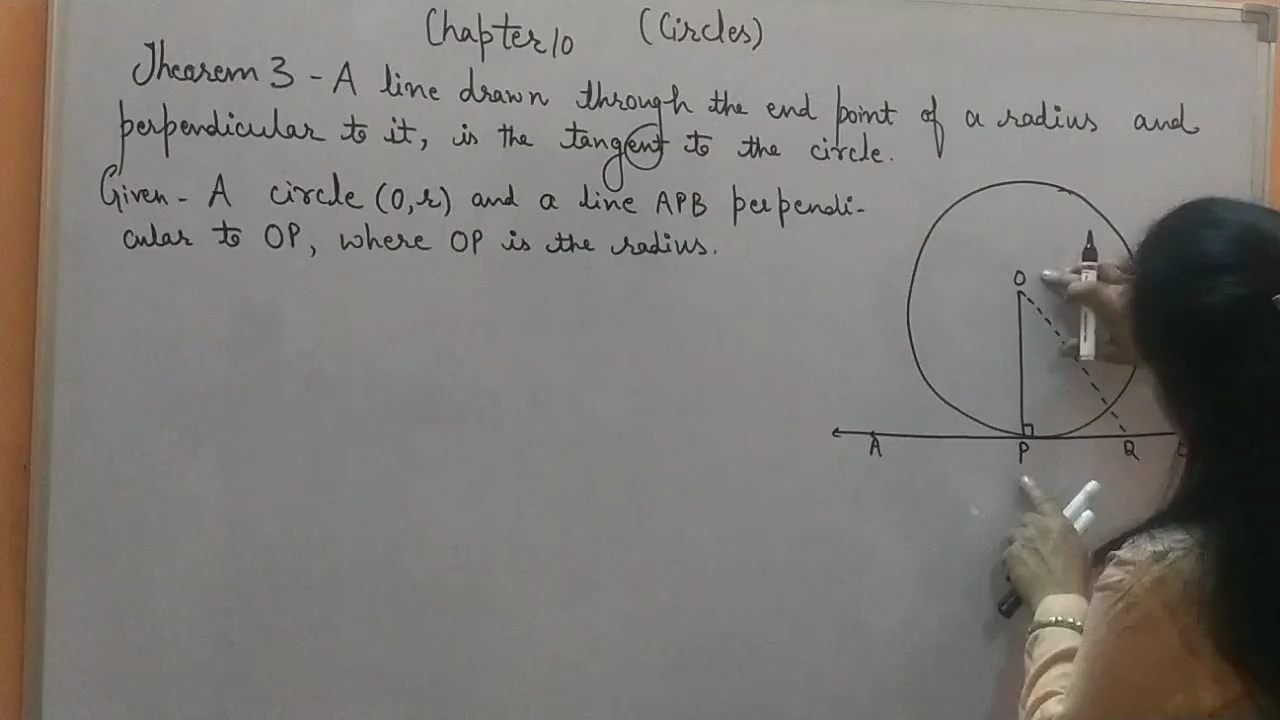 Chapter 10 (Circles)
Theorem 3 - A line drawn through the end point of a radius and
perpendicular to it, is the tangent to the circle.
Given - A circle (O, r) and a line APB perpendi-
cular to OP, where OP is the radius.
O
A P Q